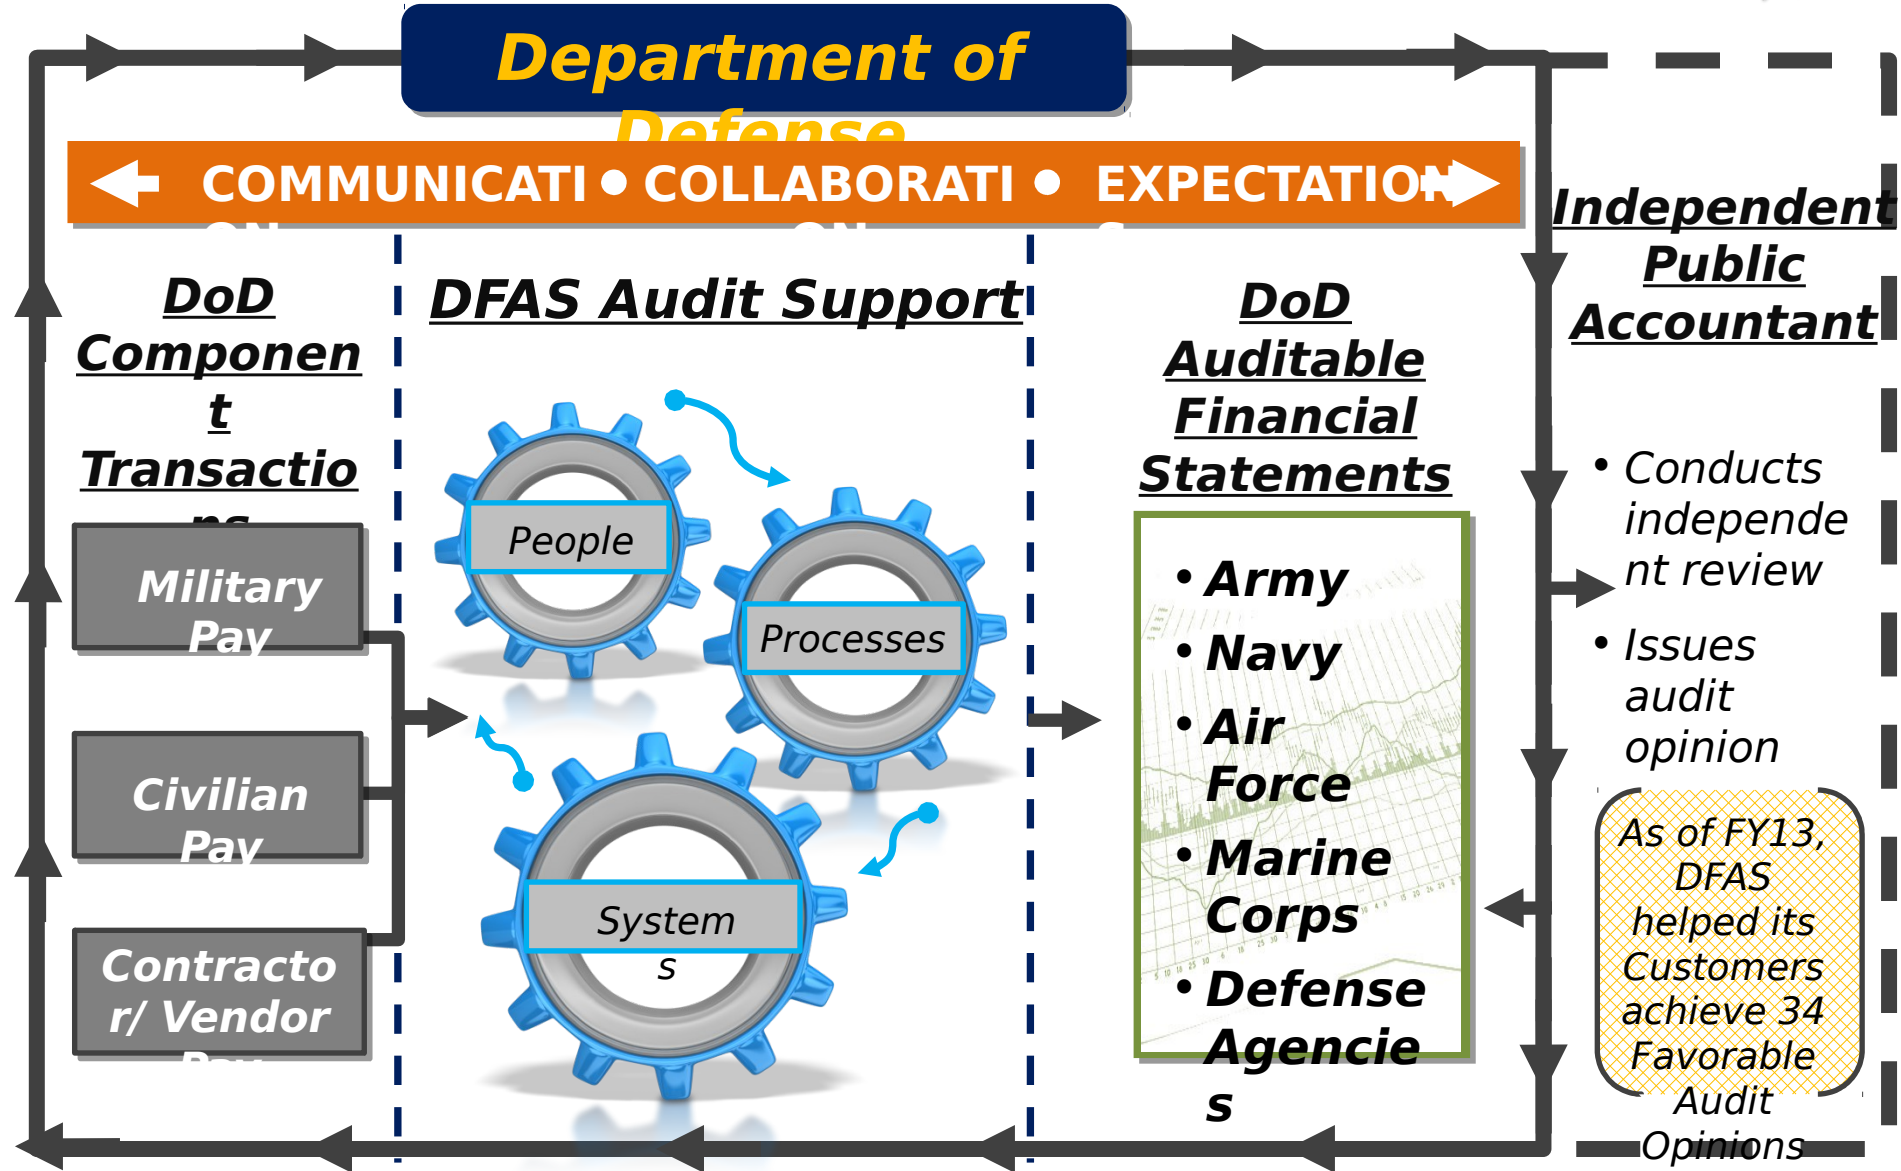 Department of
Defense
COMMUNICATI • COLLABORATI • EXPECTATION
ON ON S
DoD
Componen
t
Transactio
ns
Military
Pay
Civilian
Pay
Contracto
r/ Vendor
Pay
DFAS Audit Support
People
Processes
System
s
DoD
Auditable
Financial
Statements
• Army
• Navy
• Air
Force
• Marine
Corps
• Defense
Agencie
s
Independent
Public
Accountant
• Conducts
independe
nt review
• Issues
audit
opinion
As of FY13,
DFAS
helped its
Customers
achieve 34
Favorable
Audit
Opinions